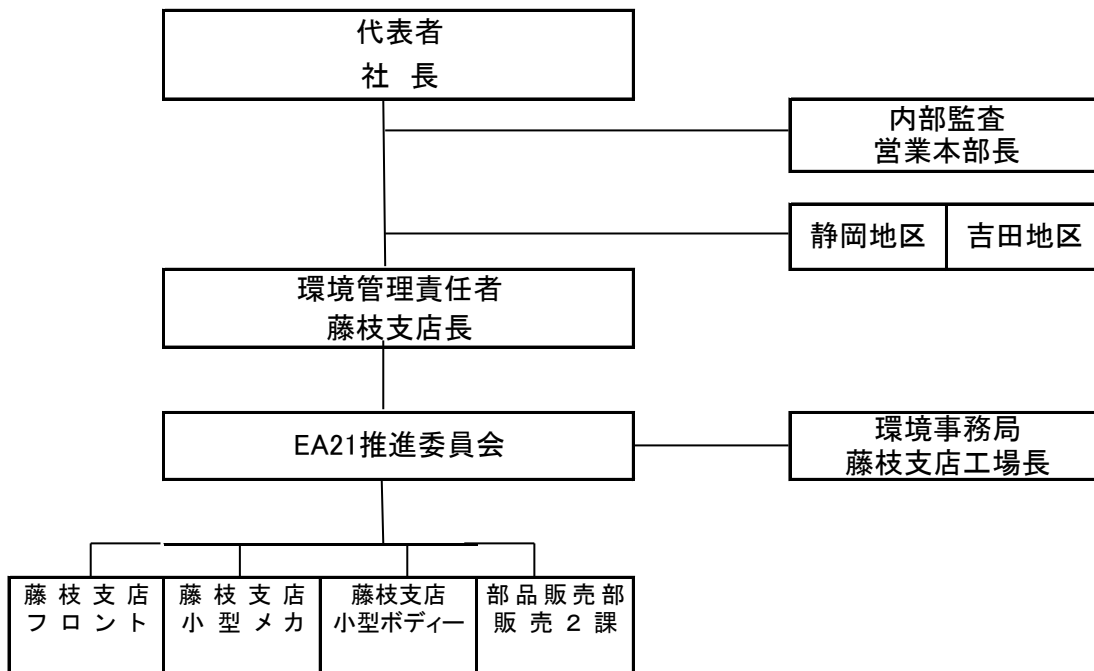 代表者
社 長
内部監査
営業本部長
静岡地区
吉田地区
環境管理責任者
藤枝支店長
EA21推進委員会
環境事務局
藤枝支店工場長
藤 枝 支 店
フ ロ ン ト
藤 枝 支 店
小 型 メ カ
藤枝支店
小型ボディー
部品販売部
販 売 2 課